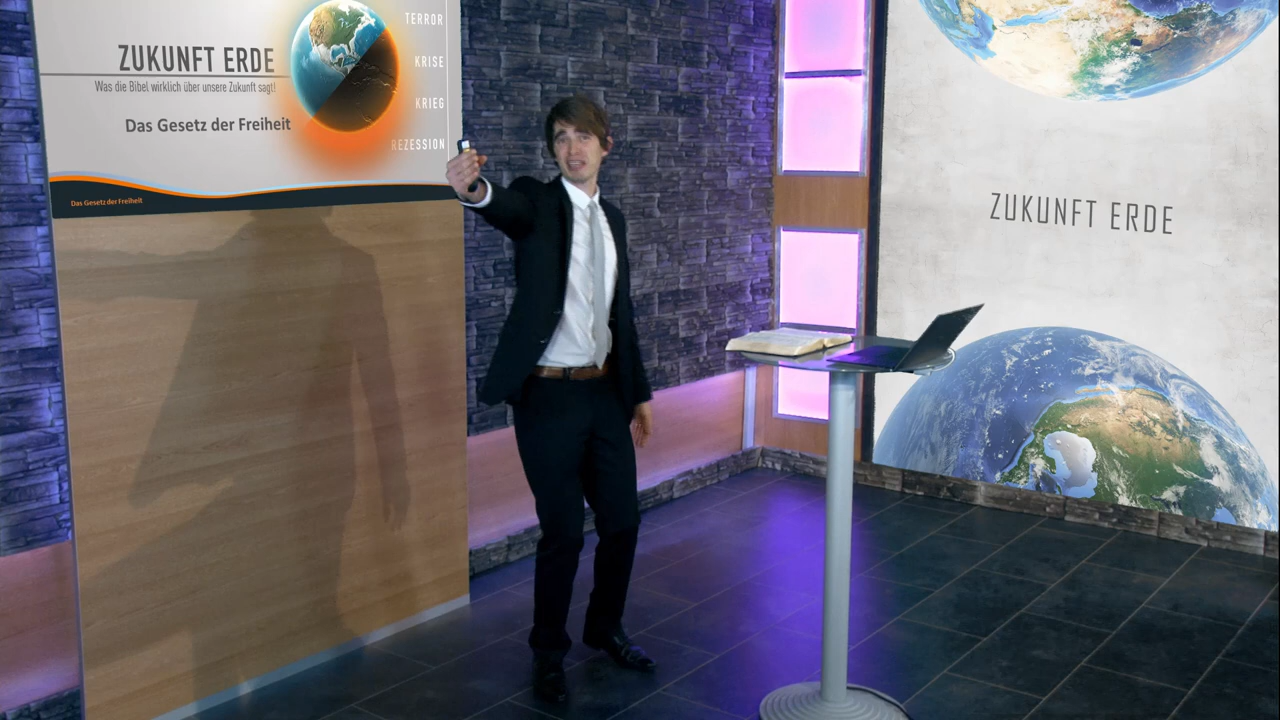 ZUKUNFT ERDE
Was die Bibel wirklich über unsere Zukunft sagt!
Das Gesetz der Freiheit
TERROR
KRISE
KRIEG
REZESSION
Das Gesetz der Freiheit
ZUKUNFT ERDE